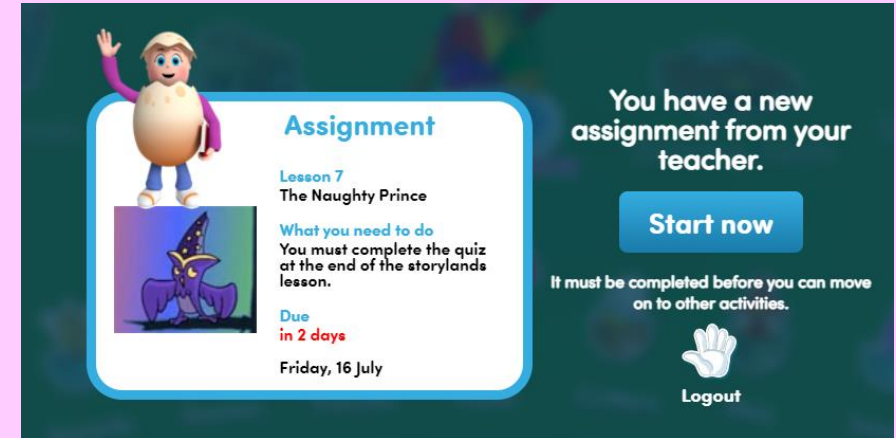 Assignment
Lesson 7
The Naughty Prince
What you need to do
You must complete the quiz
at the end of the storylands
lesson.
Due
in 2 days
Friday, 16 July
You have a new
assignment from your
teacher.
Start now
It must be completed before you can move
on to other activities.
Logout